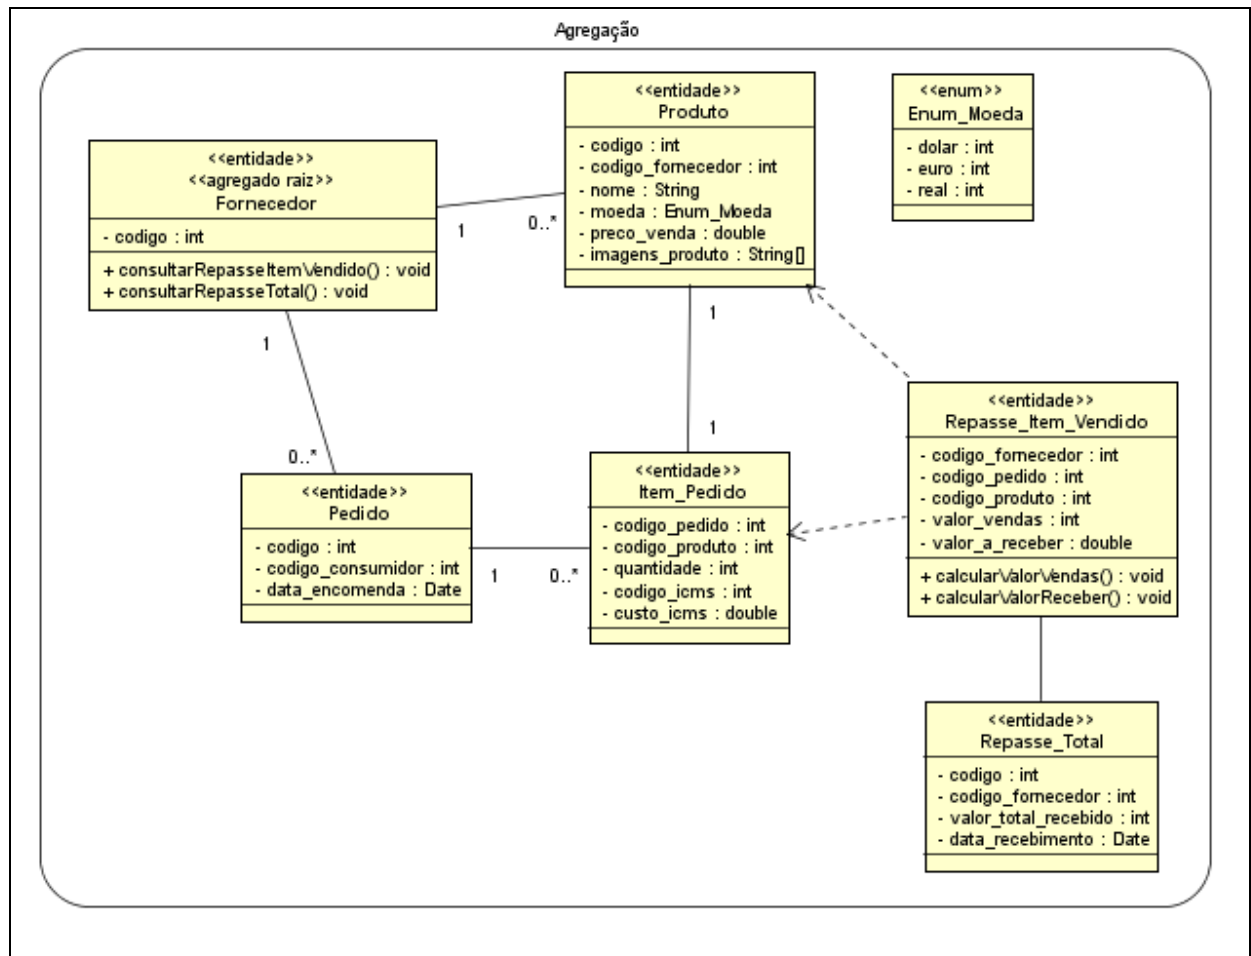 Agregação
<<entidade>>
Produto
- codigo : int
- codigo_fornecedor : int
- nome : String
- moeda : Enum_Moeda
- preco_venda : double
- imagens_produto : String[]
<<enum>>
Enum_Moeda
- dolar : int
- euro : int
- real : int
<<entidade>>
<<agregado raiz>>
Fornecedor
- codigo : int
+ consultarRepasseItemVendido() : void
+ consultarRepasseTotal() : void
1
0..*
1
1
1
0..*
<<entidade>>
Pedido
- codigo : int
- codigo_consumidor : int
- data_encomenda : Date
1
0..*
<<entidade>>
Item_Pedido
- codigo_pedido : int
- codigo_produto : int
- quantidade : int
- codigo_icms : int
- custo_icms : double
<<entidade>>
Repasse_Item_Vendido
- codigo_fornecedor : int
- codigo_pedido : int
- codigo_produto : int
- valor_vendas : int
- valor_a_receber : double
+ calcularValorVendas() : void
+ calcularValorReceber() : void
<<entidade>>
Repasse_Total
- codigo : int
- codigo_fornecedor : int
- valor_total_recebido : int
- data_recebimento : Date